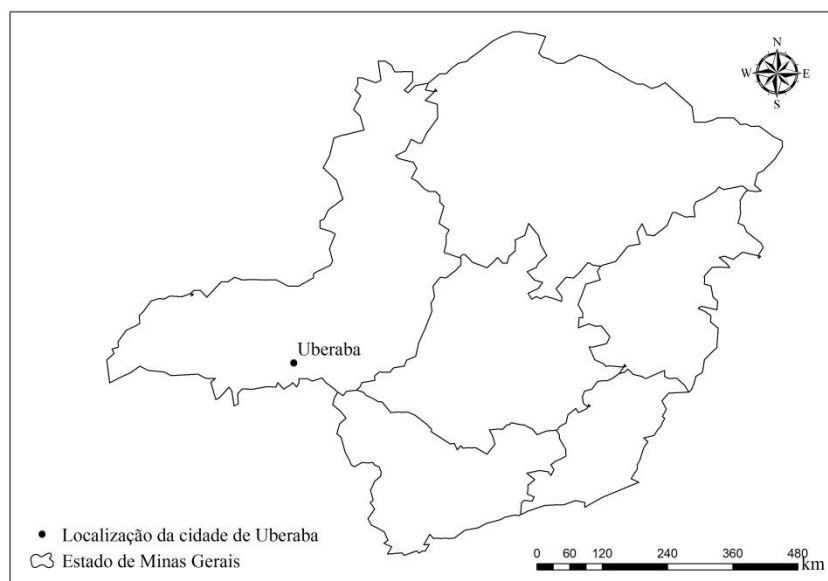 N
W E
S
Uberaba
Localização da cidade de Uberaba
Estado de Minas Gerais
0 60 120 240 360 480
km